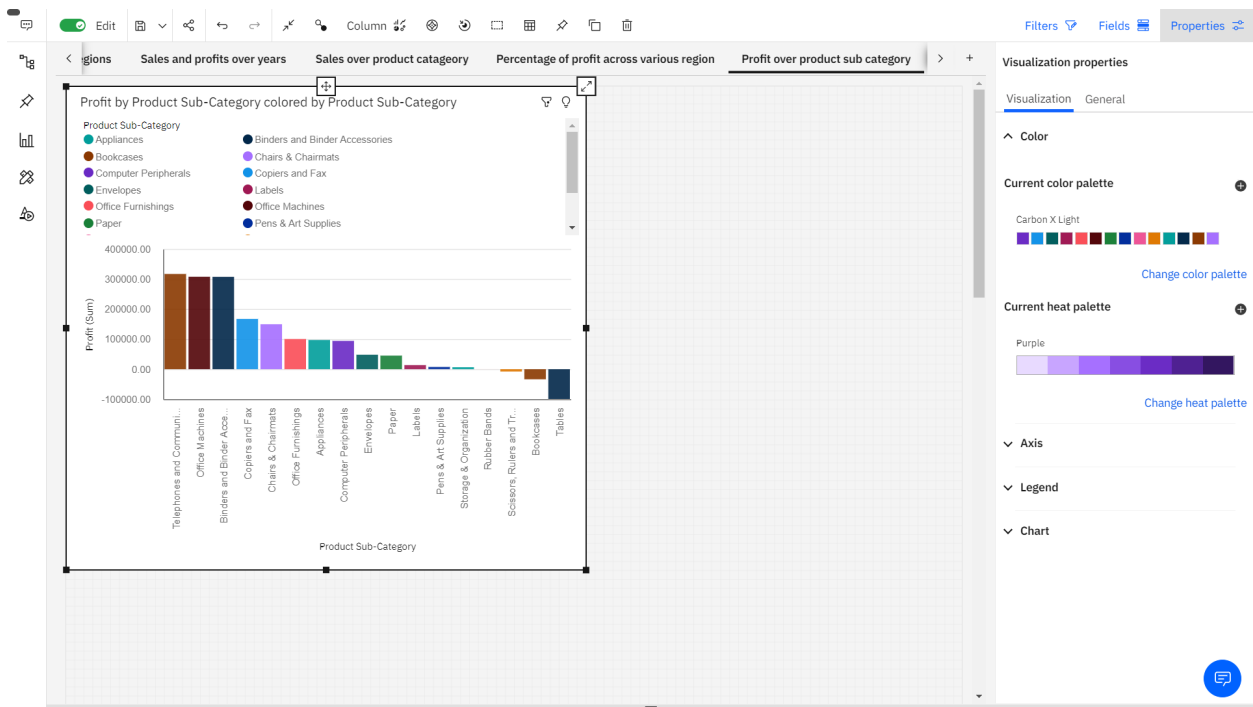 Edit
Column
Filters
Fields
Properties
egions
Sales and profits over years
Sales over product catageory
Percentage of profit across various region
Profit over product sub category
Profit by Product Sub-Category colored by Product Sub-Category
Product Sub-Category
Appliances
Binders and Binder Accessories
Bookcases
Chairs & Chairmats
Computer Peripherals
Copiers and Fax
Envelopes
Labels
Office Furnishings
Office Machines
Paper
Pens & Art Supplies
400000.00
300000.00
200000.00
100000.00
0.00
-100000.00
Profit (Sum)
Telephones and Communi...
Office Machines
Binders and Binder Acce...
Copiers and Fax
Chairs & Chairmats
Office Furnishings
Appliances
Computer Peripherals
Envelopes
Paper
Labels
Pens & Art Supplies
Storage & Organization
Rubber Bands
Scissors, Rulers and Tr...
Bookcases
Tables
Product Sub-Category
Visualization properties
Visualization
General
Color
Current color palette
Carbon X Light
Change color palette
Current heat palette
Purple
Change heat palette
Axis
Legend
Chart